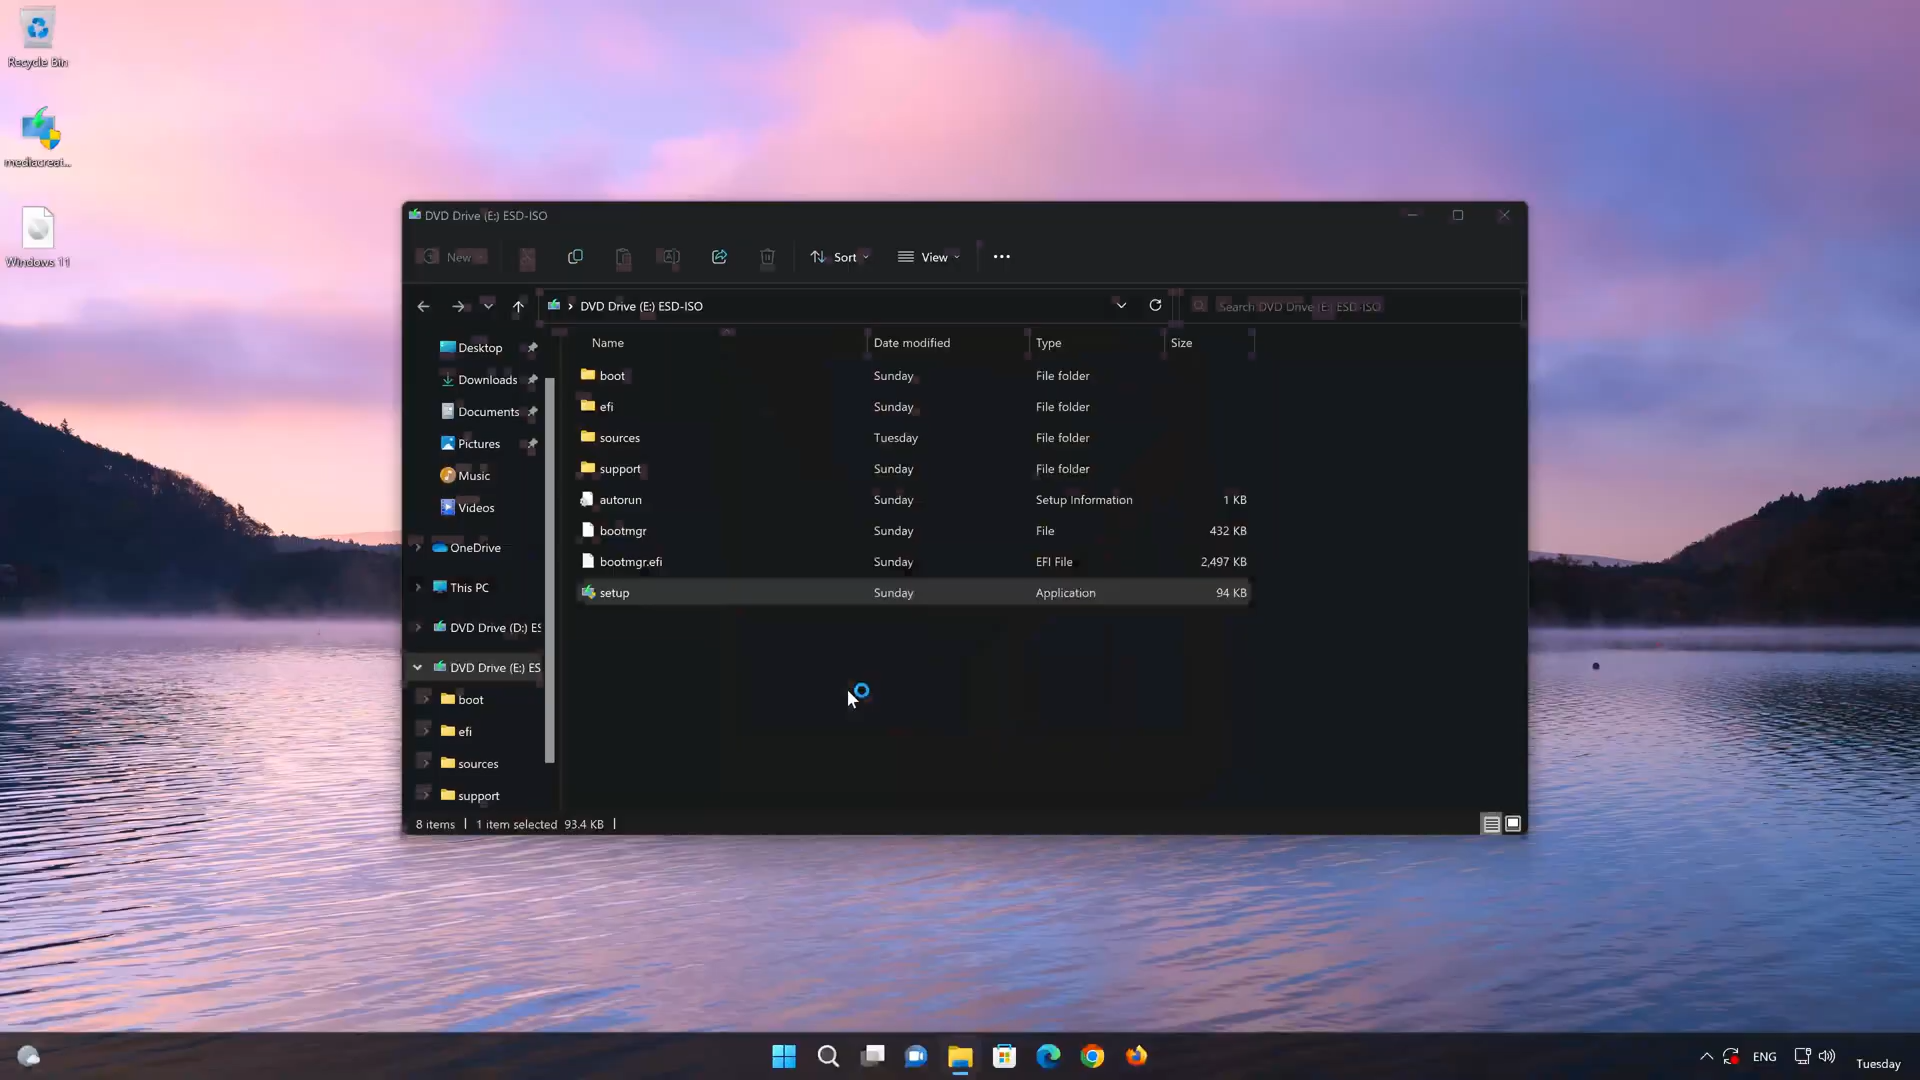 Recycle Bin
mediacreat...
Windows 11
DVD Drive (E:) ESD-ISO
New
Sort
View
DVD Drive (E:) ESD-ISO
Search DVD Drive (E:) ESD-ISO
Desktop
Downloads
Documents
Pictures
Music
Videos
OneDrive
This PC
DVD Drive (D:) ES
DVD Drive (E:) ES
boot
efi
sources
support
Name Date modified Type Size
boot Sunday File folder
efi Sunday File folder
sources Tuesday File folder
support Sunday File folder
autorun Sunday Setup Information 1 KB
bootmgr Sunday File 432 KB
bootmgr.efi Sunday EFI File 2,497 KB
setup Sunday Application 94 KB
8 items 1 item selected 93.4 KB
ENG
Tuesday